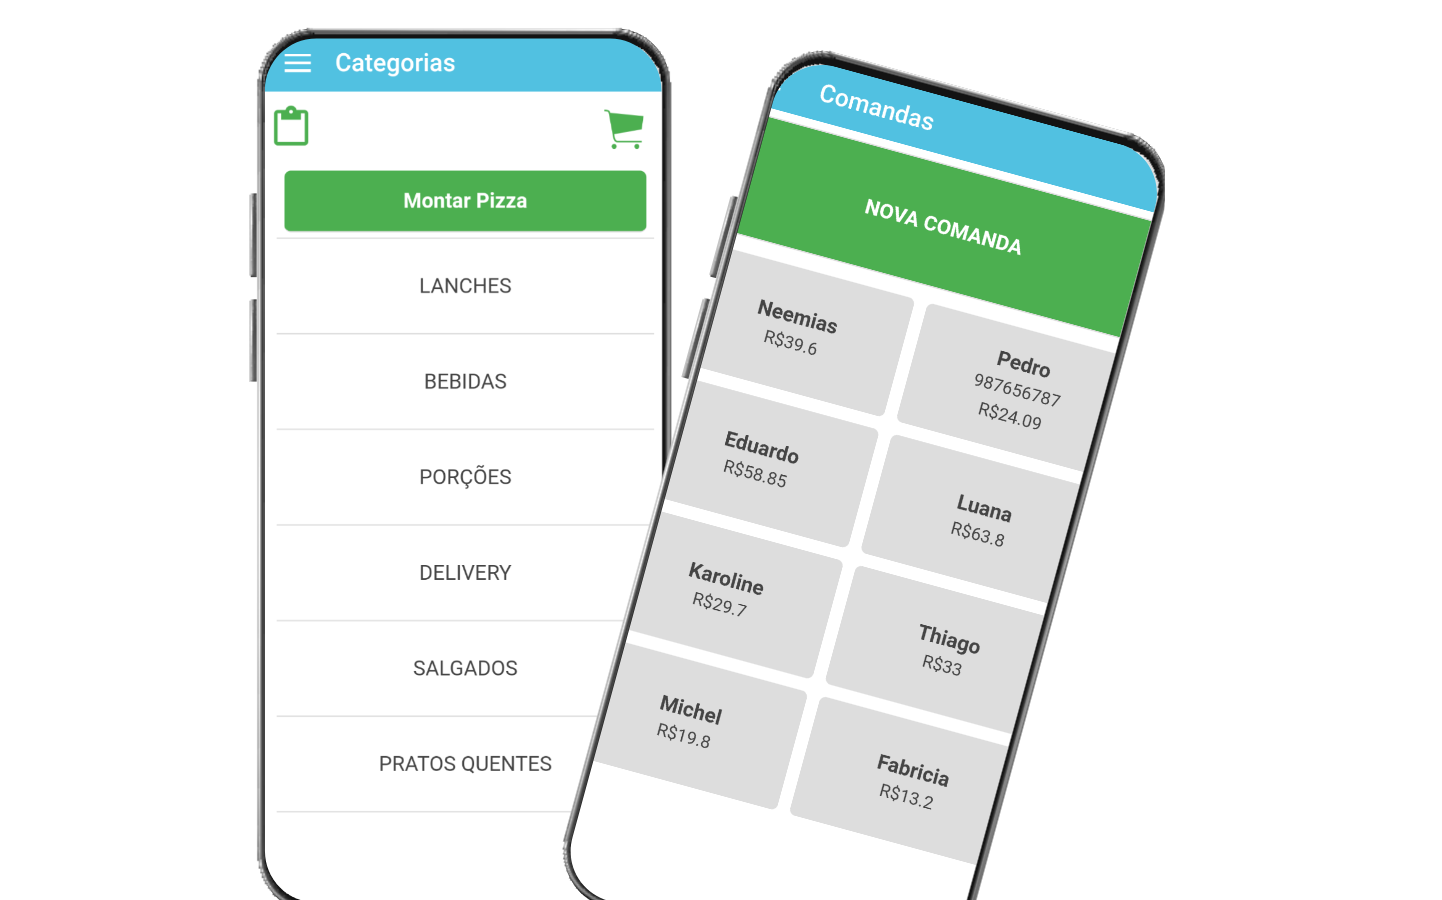 Categorias
Montar Pizza
LANCHES
BEBIDAS
PORÇÕES
DELIVERY
SALGADOS
PRATOS QUENTES
Comandas
NOVA COMANDA
Neemias
R$39.6
Pedro
987656787
R$24.09
Eduardo
R$58.85
Luana
R$63.8
Karoline
R$29.7
Thiago
R$33
Michel
R$19.8
Fabricia
R$13.2